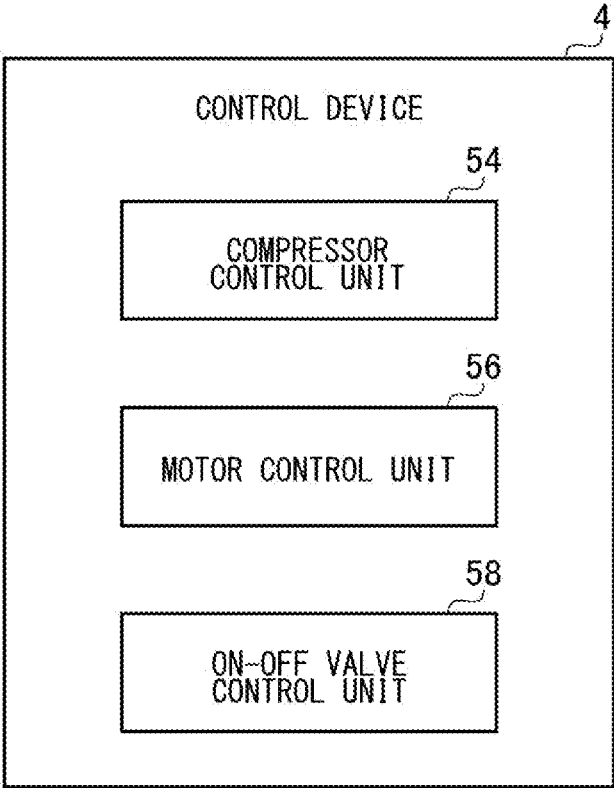 4
CONTROL DEVICE
54
COMPRESSOR
CONTROL UNIT
56
MOTOR CONTROL UNIT
58
ON-OFF VALVE
CONTROL UNIT